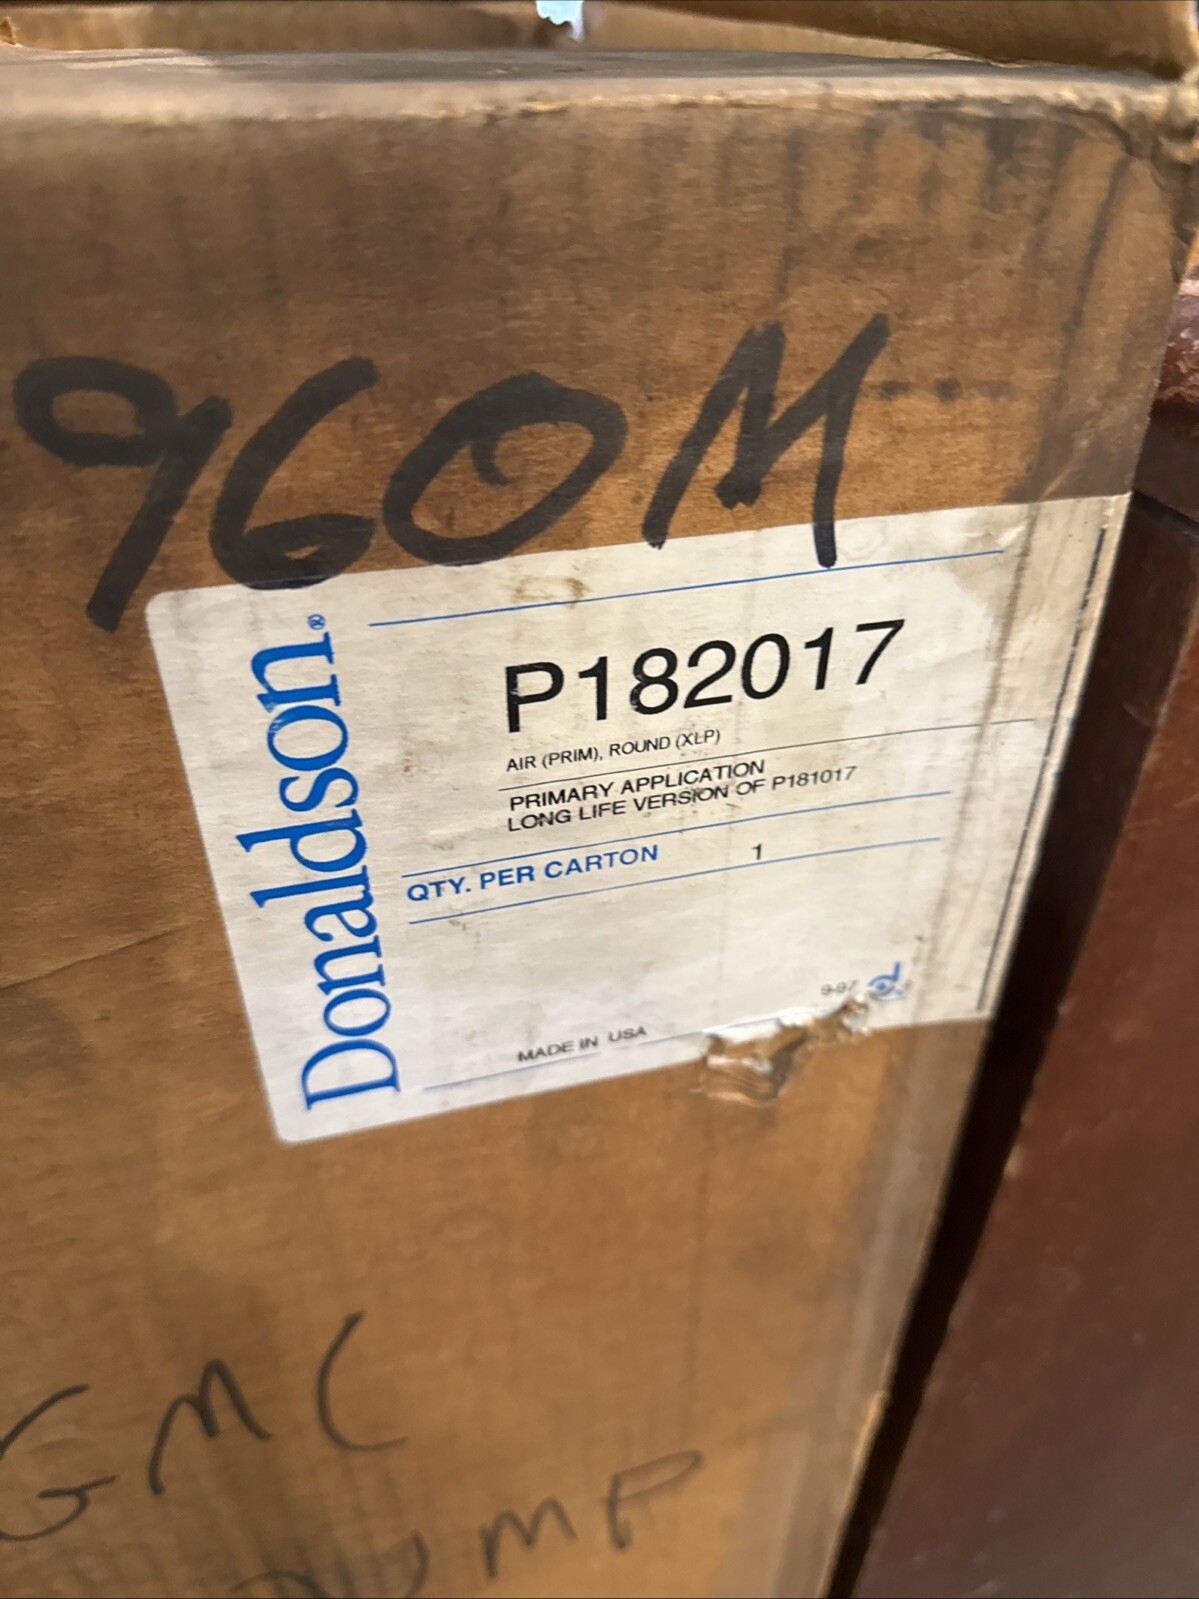 960M
Donaldson®
P182017
AIR (PRIM), ROUND (XLP)
PRIMARY APPLICATION
LONG LIFE VERSION OF P181017
QTY. PER CARTON 1
9-97
MADE IN USA
GMC
DUMP